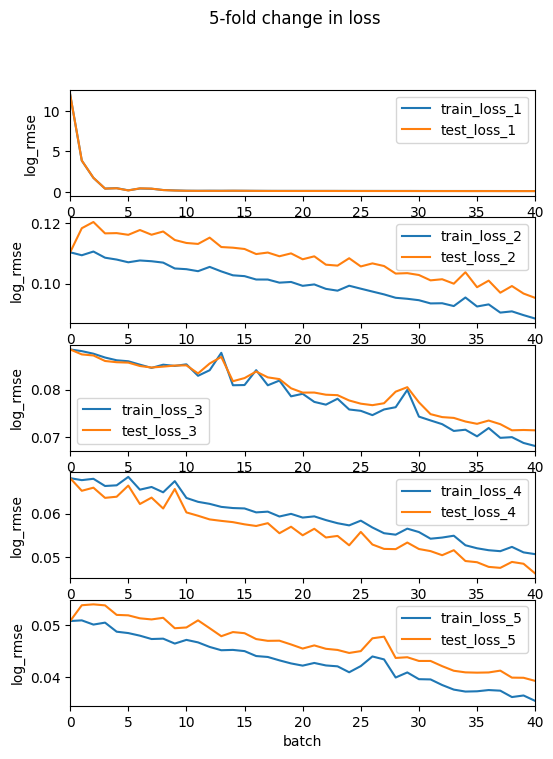 5-fold change in loss
log_rmse
10
5
0
train_loss_1
test_loss_1
0 5 10 15 20 25 30 35 40
log_rmse
0.12
0.10
train_loss_2
test_loss_2
0 5 10 15 20 25 30 35 40
log_rmse
0.08
0.07
train_loss_3
test_loss_3
0 5 10 15 20 25 30 35 40
log_rmse
0.06
0.05
train_loss_4
test_loss_4
0 5 10 15 20 25 30 35 40
log_rmse
0.05
0.04
train_loss_5
test_loss_5
0 5 10 15 20 25 30 35 40
batch